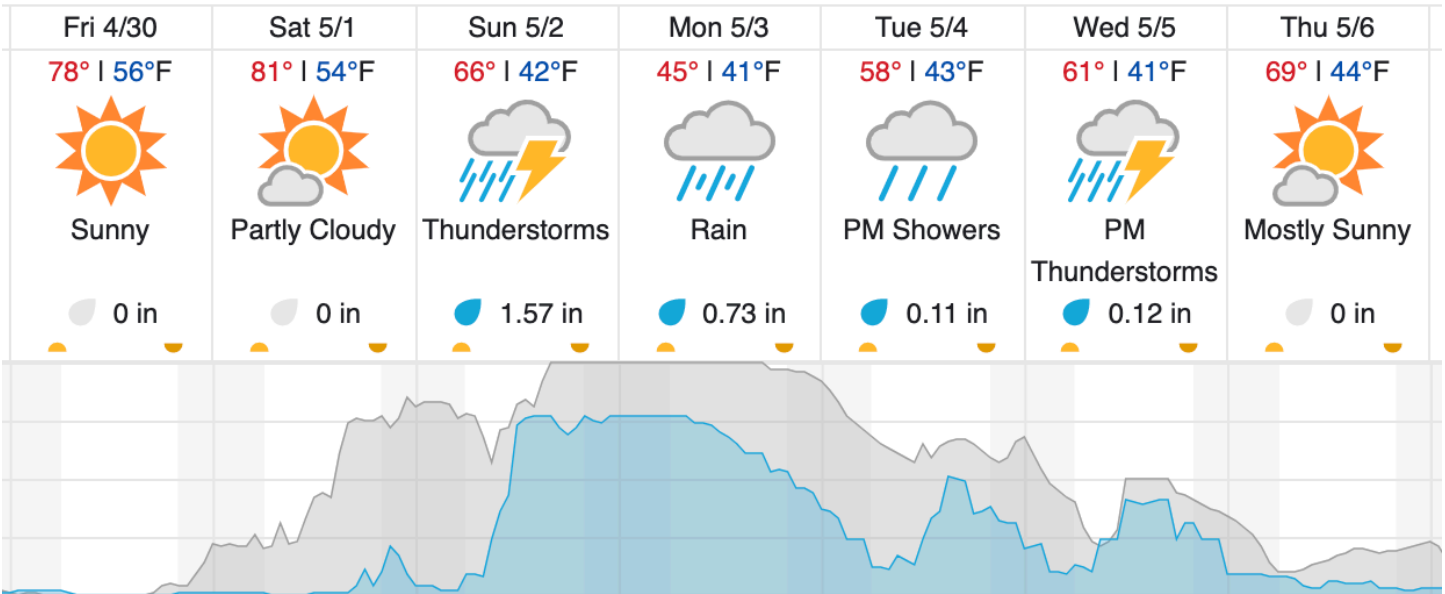 Fri 4/30
Sat 5/1
Sun 5/2
Mon 5/3
Tue 5/4
Wed 5/5
Thu 5/6
78° | 56°F
81° | 54°F
66° | 42°F
45° | 41°F
58° | 43°F
61° | 41°F
69° | 44°F
Sunny
Partly Cloudy
Thunderstorms
Rain
PM Showers
PM
Thunderstorms
Mostly Sunny
0 in
0 in
1.57 in
0.73 in
0.11 in
0.12 in
0 in